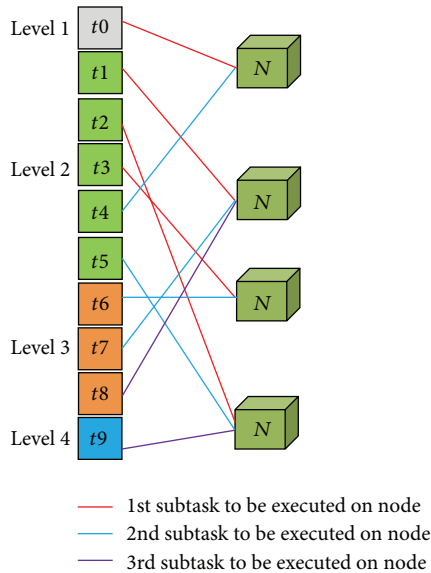 Level 1
t0
N
t1
t2
Level 2
t3
N
t4
t5
t6
N
Level 3
t7
t8
N
Level 4
t9
1st subtask to be executed on node
2nd subtask to be executed on node
3rd subtask to be executed on node